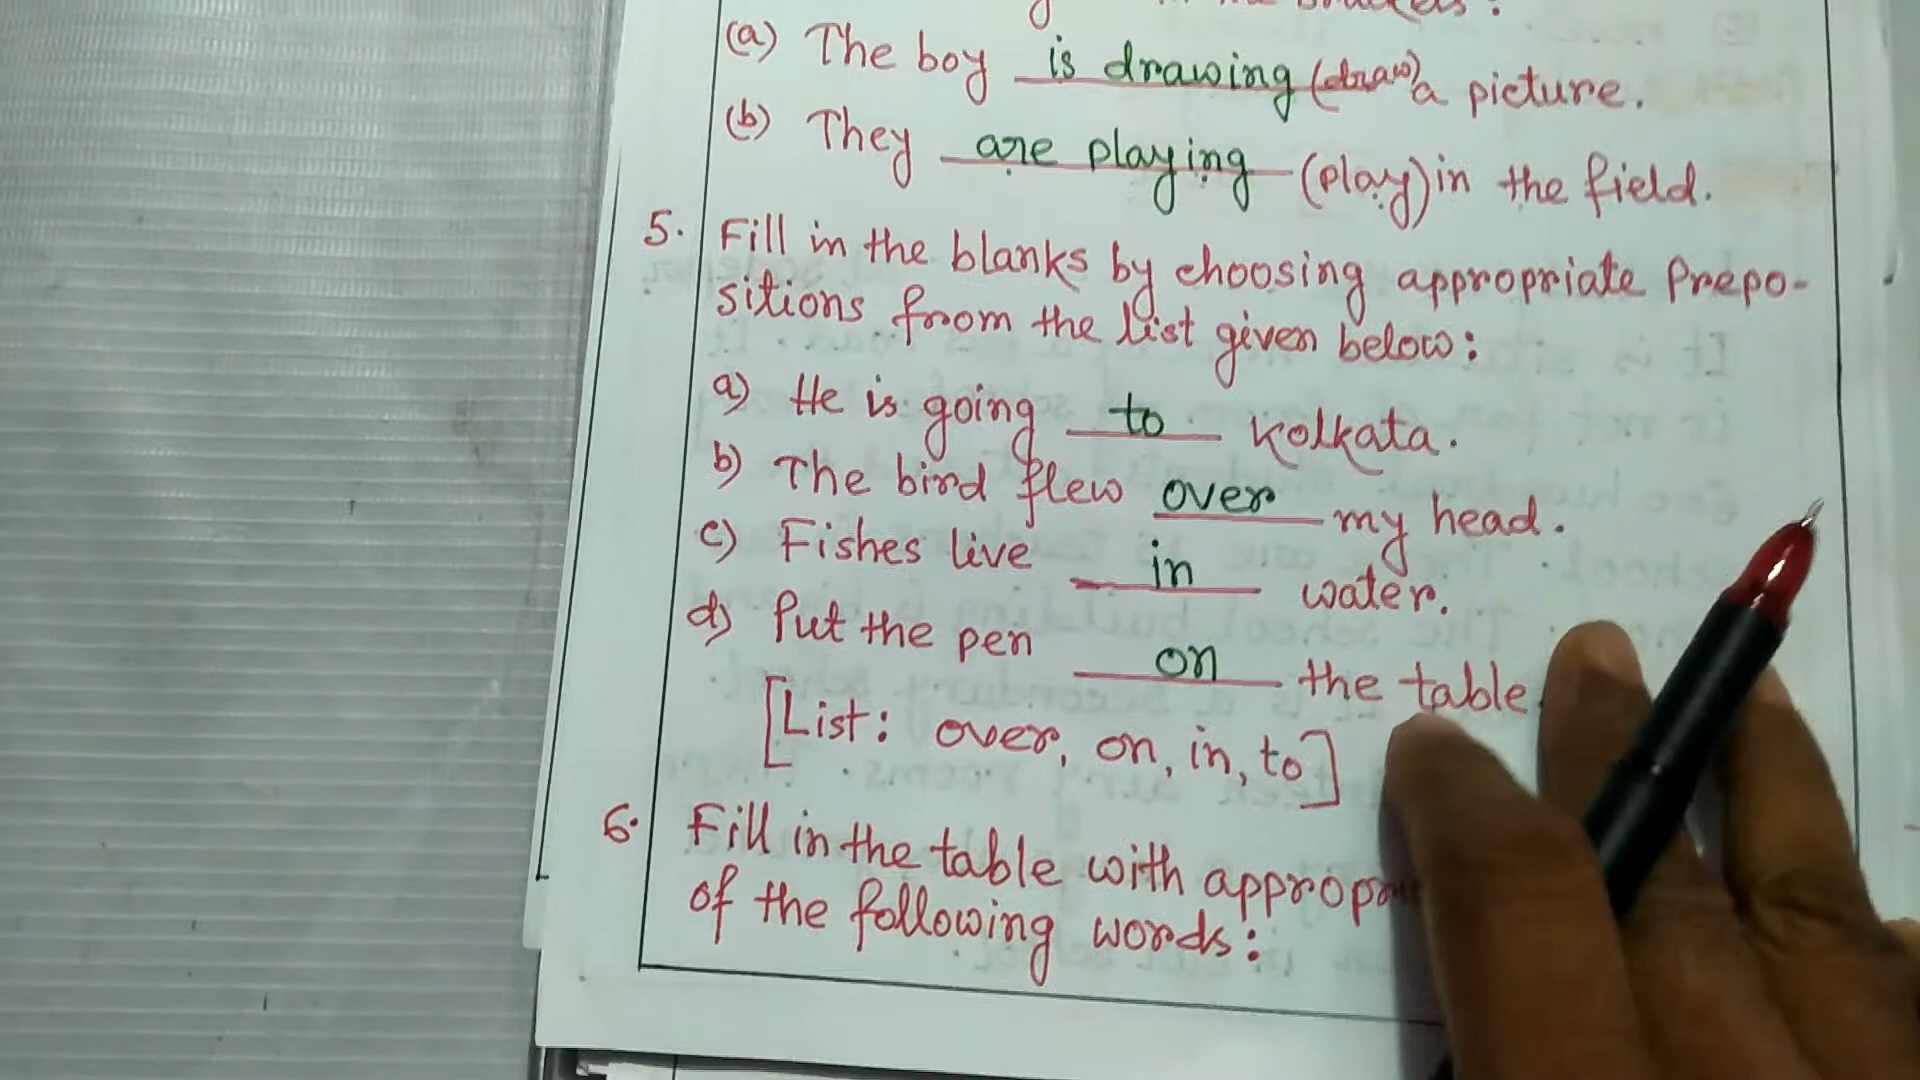 (a) The boy is drawing (draw) a picture.
(b) They are playing (play) in the field.
5. Fill in the blanks by choosing appropriate Prepo-
sitions from the list given below:
a) He is going to Kolkata.
b) The bird flew over my head.
c) Fishes live in water.
d) Put the pen on the table
[List: over, on, in, to]
6. Fill in the table with
of the following words: